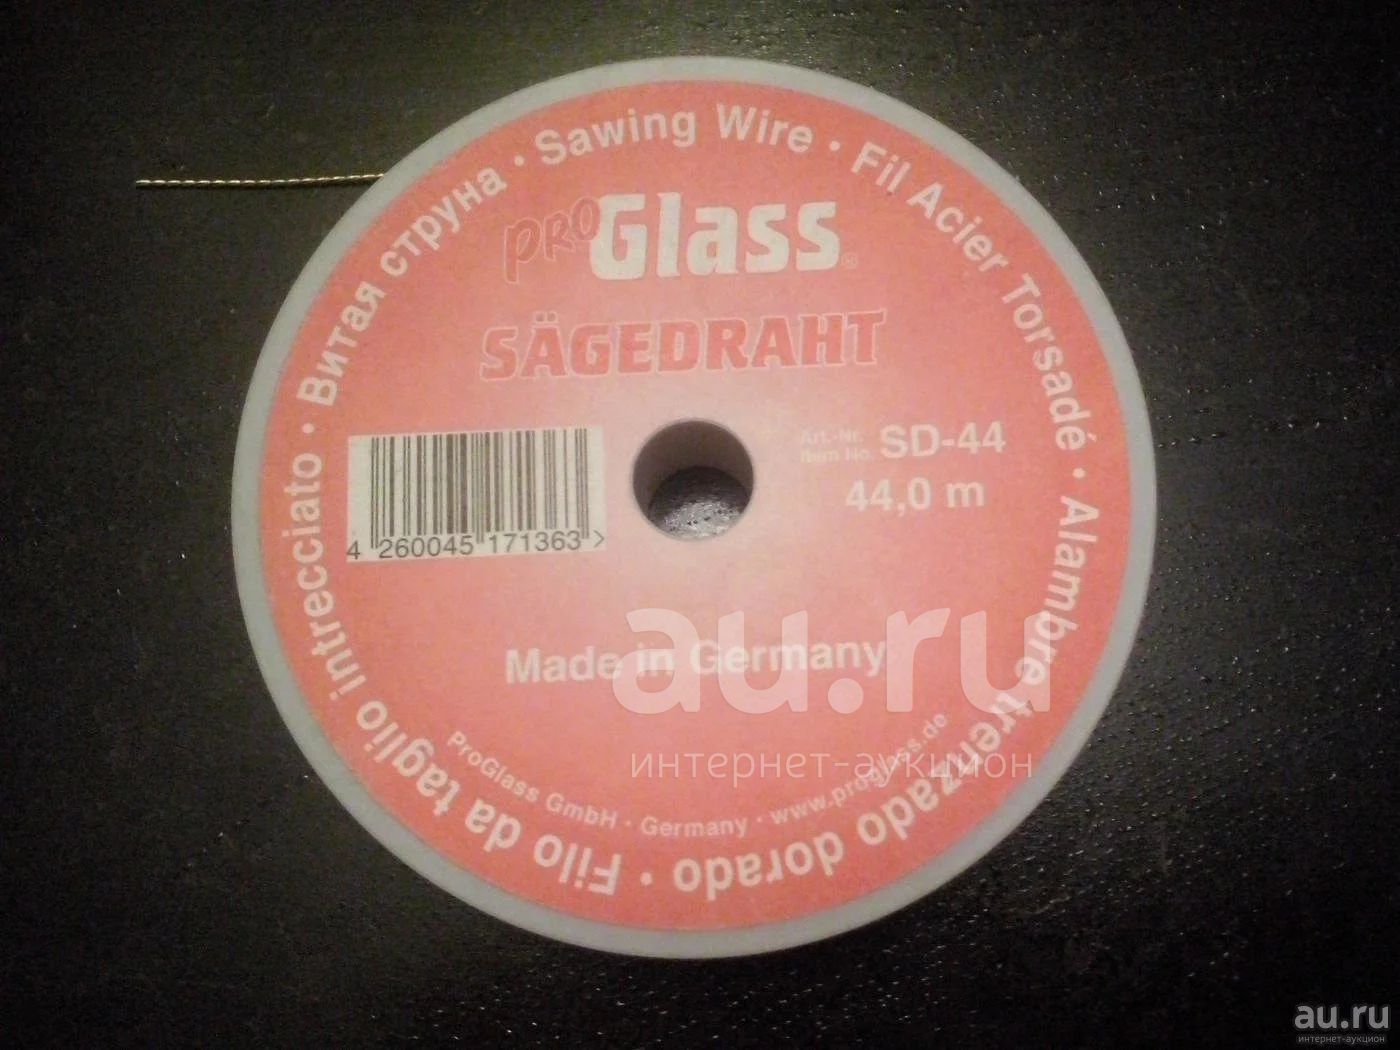 Витая струна · Sawing Wire · Fil Acier Torsadé · Alambre trenzado dorado · Filo da taglio intrecciato ·
PRO Glass®
SÄGEDRAHT
Art.-Nr.
Item No. SD-44
44,0 m
4 260045 171363 >
Made in Germany
ProGlass GmbH · Germany · www.proglass.de
au.ru
интернет-аукцион
au.ru
интернет-аукцион